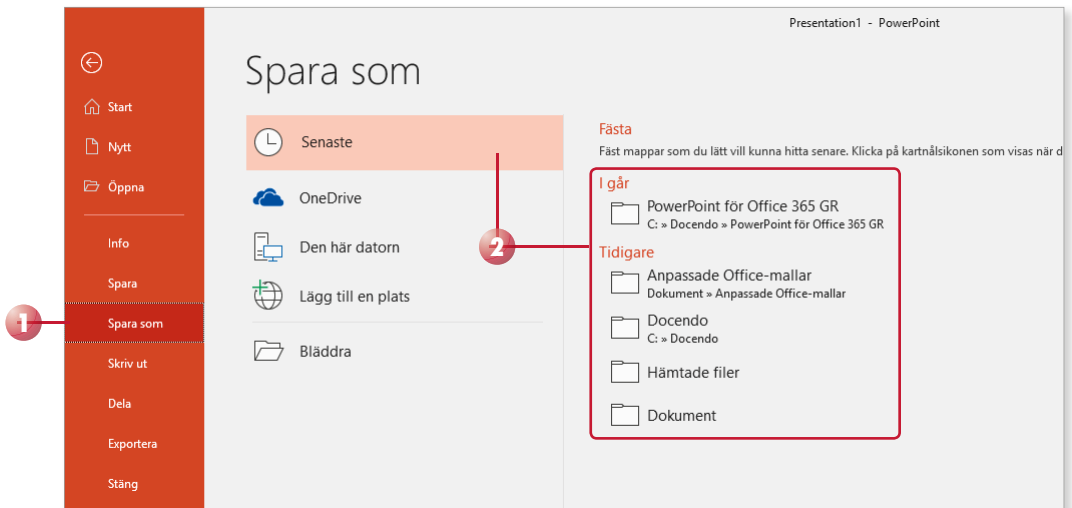 Presentation1 - PowerPoint
Start
Nytt
Öppna
Info
Spara
Spara som
Skriv ut
Dela
Exportera
Stäng
1
Spara som
Senaste
OneDrive
Den här datorn
Lägg till en plats
Bläddra
2
Fästa
Fäst mappar som du lätt vill kunna hitta senare. Klicka på kartnålsikonen som visas när d
I går
PowerPoint för Office 365 GR
C: » Docendo » PowerPoint för Office 365 GR
Tidigare
Anpassade Office-mallar
Dokument » Anpassade Office-mallar
Docendo
C: » Docendo
Hämtade filer
Dokument